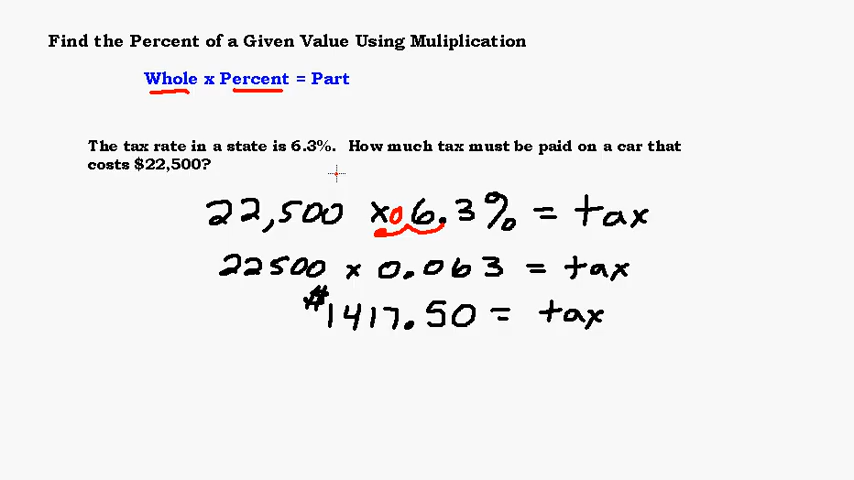 Find the Percent of a Given Value Using Muliplication
Whole x Percent = Part
The tax rate in a state is 6.3%. How much tax must be paid on a car that
costs $22,500?
22,500 x 0 6.3% = tax
22500 x 0.063 = tax
$1417.50 = tax